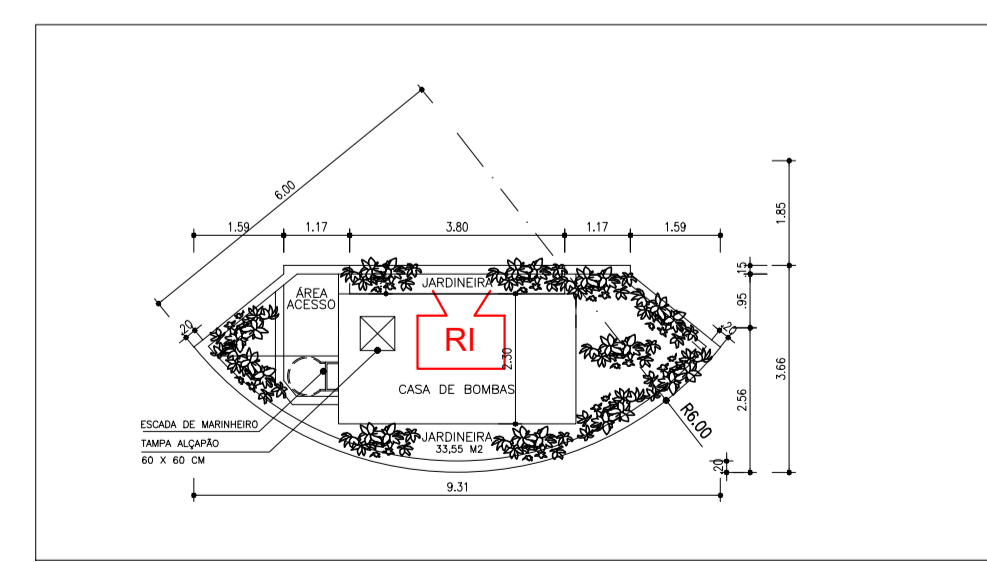 6.00
1.85
1.59
1.17
3.80
1.17
1.59
.15
JARDINEIRA
ÁREA
ACESSO
.95
.20
.20
RI
2.30
3.66
CASA DE BOMBAS
2.56
R6.00
ESCADA DE MARINHEIRO
JARDINEIRA
TAMPA ALÇAPÃO
33,55 M2
60 X 60 CM
.20
9.31